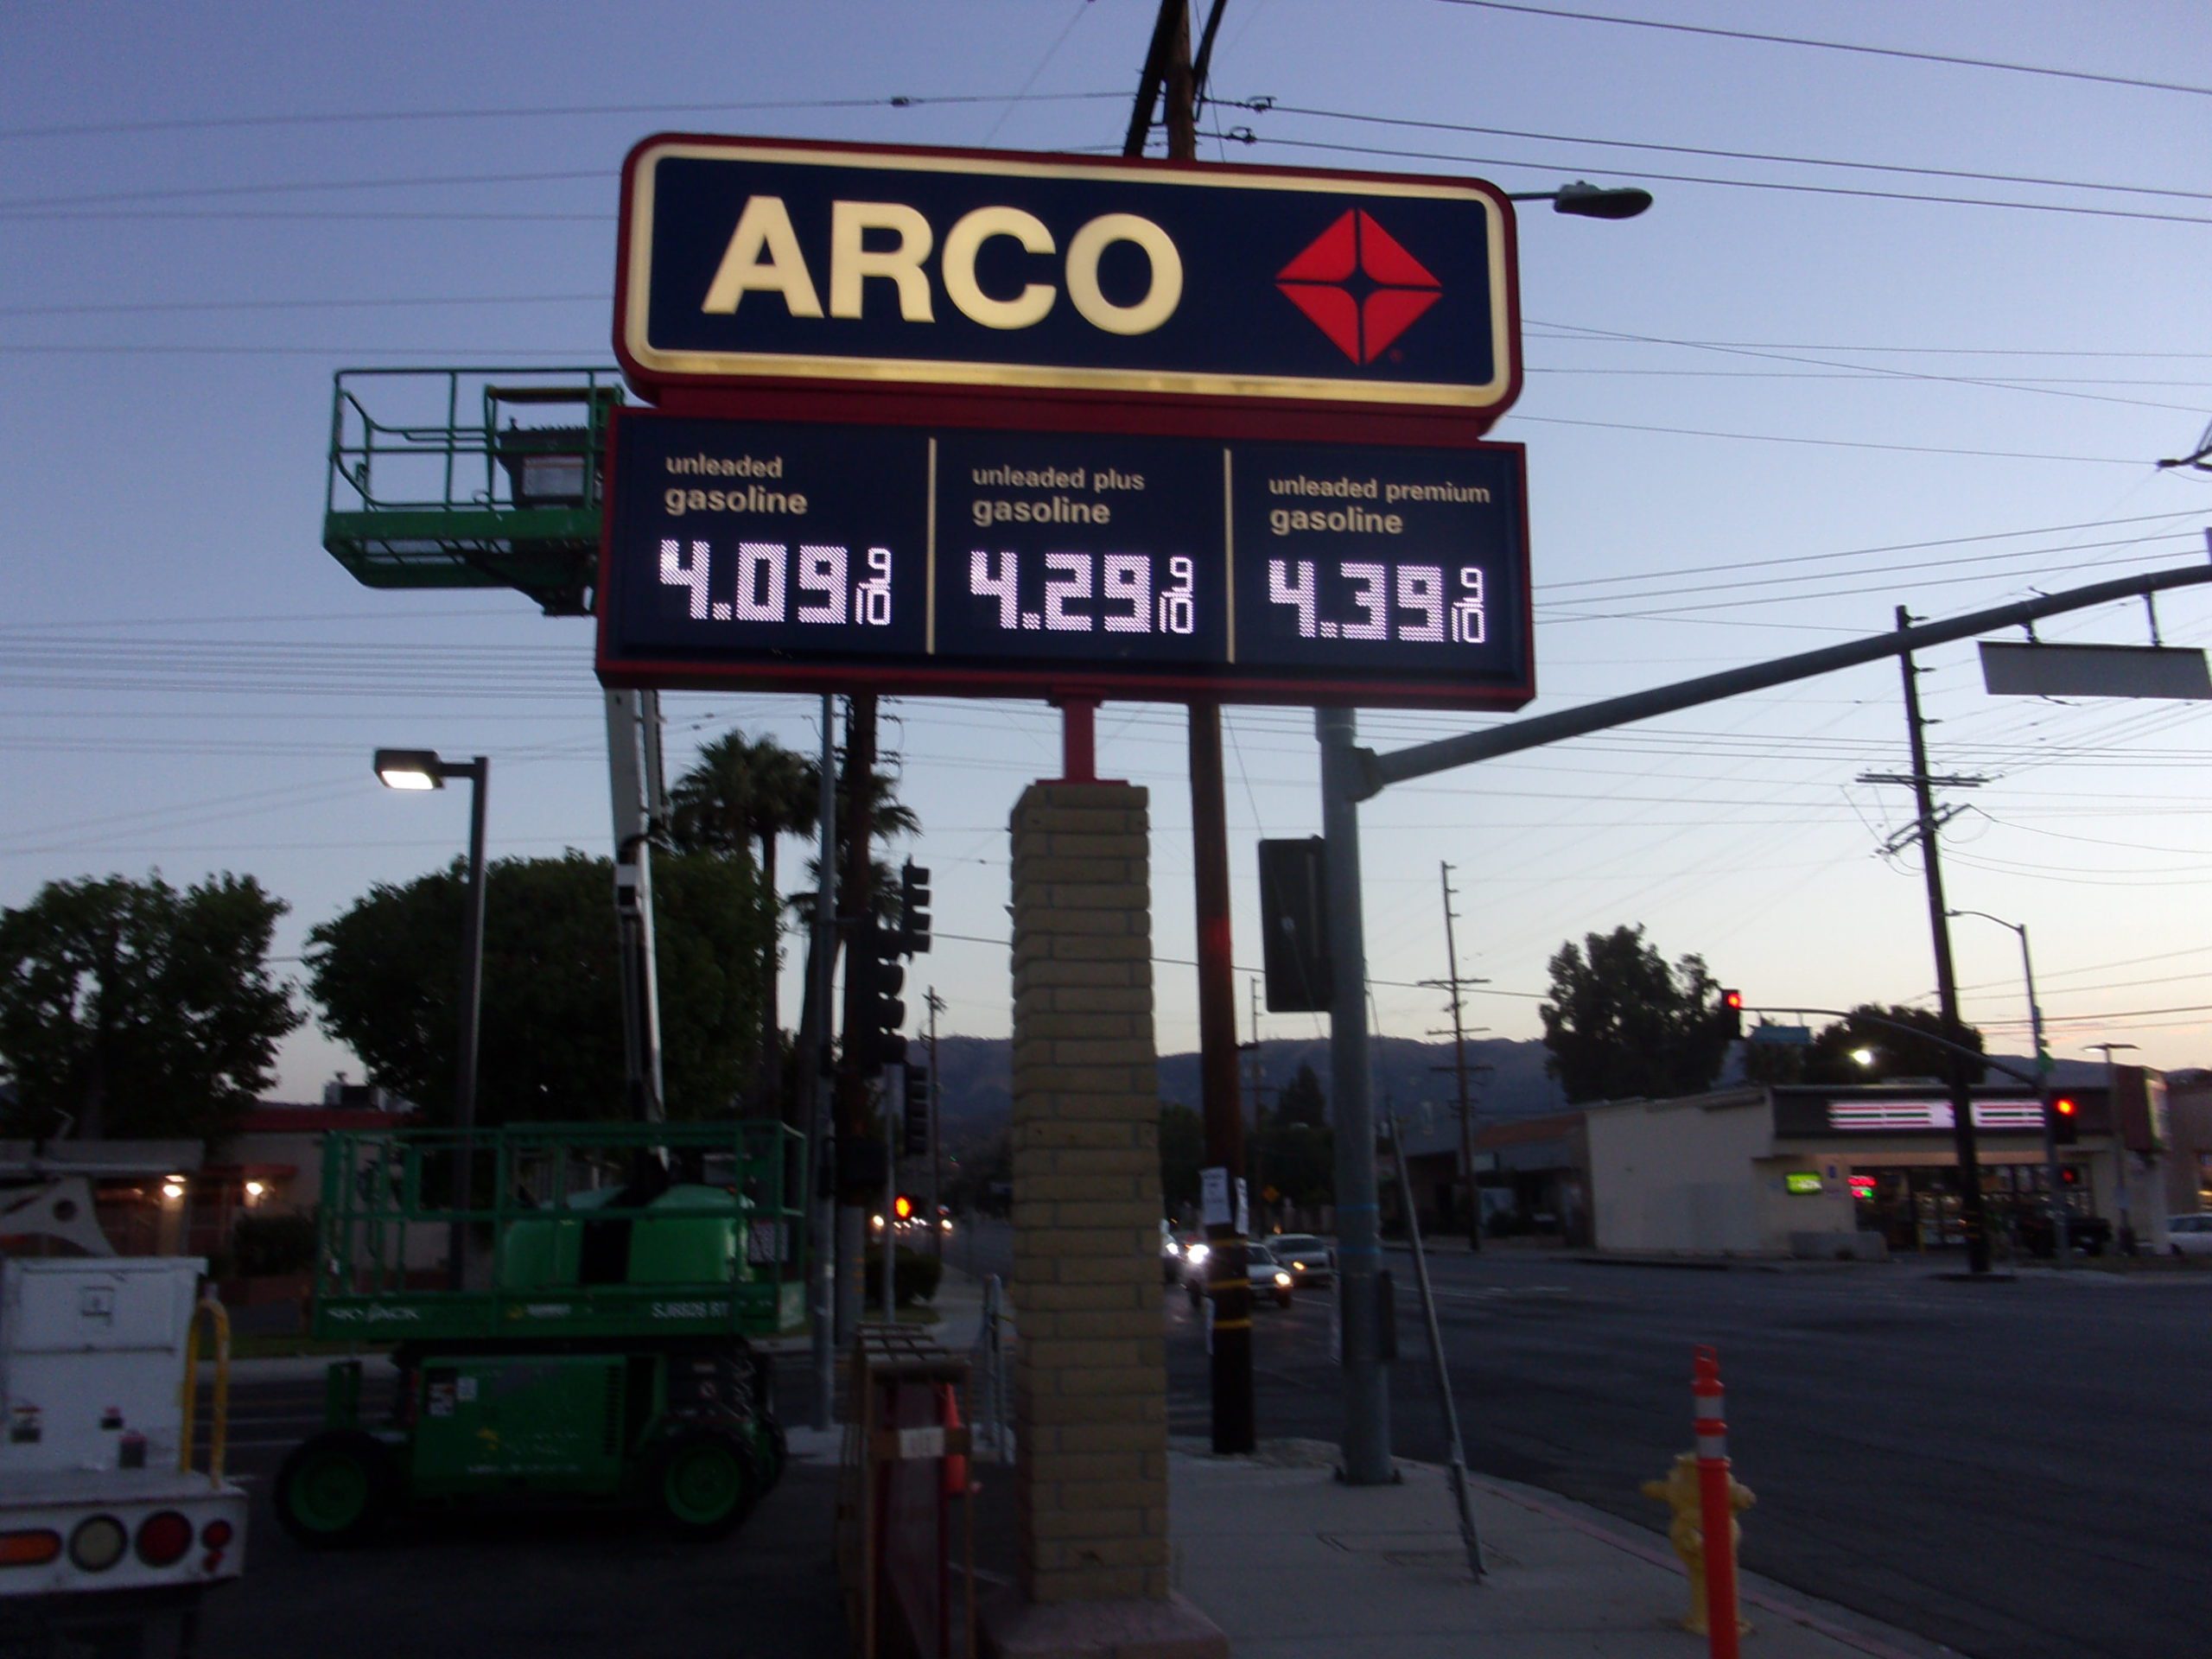 ARCO
unleaded
gasoline
4.09 9/10
unleaded plus
gasoline
4.29 9/10
unleaded premium
gasoline
4.39 9/10
SKYJACK